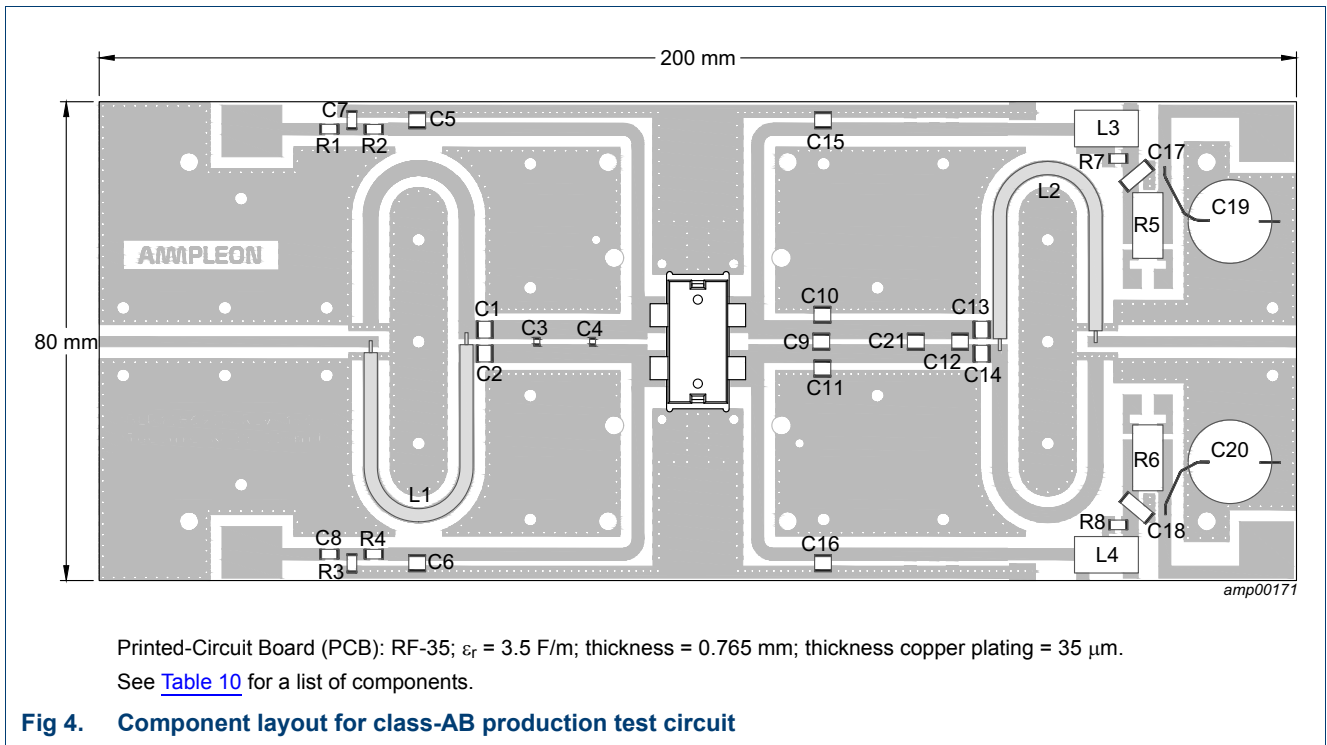 200 mm
C7
C5
R1
R2
C15
L3
R7
C17
L2
R5
C19
AMMPLEON
C1
C3
C4
C10
C13
80 mm
C9
C21
C12
C2
C11
C14
R6
C20
L1
C8
R4
C6
R3
C16
R8
C18
L4
amp00171
Printed-Circuit Board (PCB): RF-35; εr = 3.5 F/m; thickness = 0.765 mm; thickness copper plating = 35 μm.
See Table 10 for a list of components.
Fig 4. Component layout for class-AB production test circuit